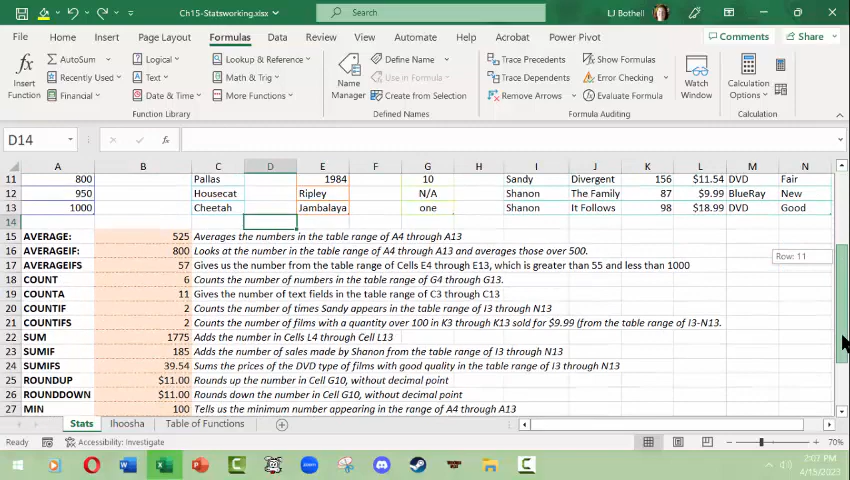 Ch15-Statsworking.xlsx
Search
LJ Bothell
File Home Insert Page Layout Formulas Data Review View Automate Help Acrobat Power Pivot Comments Share
fx Insert Function
AutoSum Recently Used Financial
Logical Text Date & Time
Lookup & Reference Math & Trig More Functions
Name Manager
Define Name Use in Formula Create from Selection
Trace Precedents Trace Dependents Remove Arrows
Show Formulas Error Checking Evaluate Formula
Watch Window
Calculation Options
Function Library Defined Names Formula Auditing Calculation
D14 fx
A B C D E F G H I J K L M N
11 800 Pallas 1984 10 Sandy Divergent 156 $11.54 DVD Fair
12 950 Housecat Ripley N/A Shanon The Family 87 $9.99 BlueRay New
13 1000 Cheetah Jambalaya one Shanon It Follows 98 $18.99 DVD Good
14
15 AVERAGE: 525 Averages the numbers in the table range of A4 through A13
16 AVERAGEIF: 800 Looks at the number in the table range of A4 through A13 and averages those over 500.
17 AVERAGEIFS 57 Gives us the number from the table range of Cells E4 through E13, which is greater than 55 and less than 1000
18 COUNT 6 Counts the number of numbers in the table range of G4 through G13.
19 COUNTA 11 Gives the number of text fields in the table range of C3 through C13
20 COUNTIF 2 Counts the number of times Sandy appears in the table range of I3 through N13
21 COUNTIFS 2 Counts the number of films with a quantity over 100 in K3 through K13 sold for $9.99 (from the table range of I3-N13.
22 SUM 1775 Adds the number in Cells L4 through Cell L13
23 SUMIF 185 Adds the number of sales made by Shanon from the table range of I3 through N13
24 SUMIFS 39.54 Sums the prices of the DVD type of films with good quality in the table range of I3 through N13
25 ROUNDUP $11.00 Rounds up the number in Cell G10, without decimal point
26 ROUNDDOWN $11.00 Rounds down the number in Cell G10, without decimal point
27 MIN 100 Tells us the minimum number appearing in the range of A4 through A13
Row: 11
Stats Ihoosha Table of Functions
Ready Accessibility: Investigate 70%
2:07 PM
4/15/2023